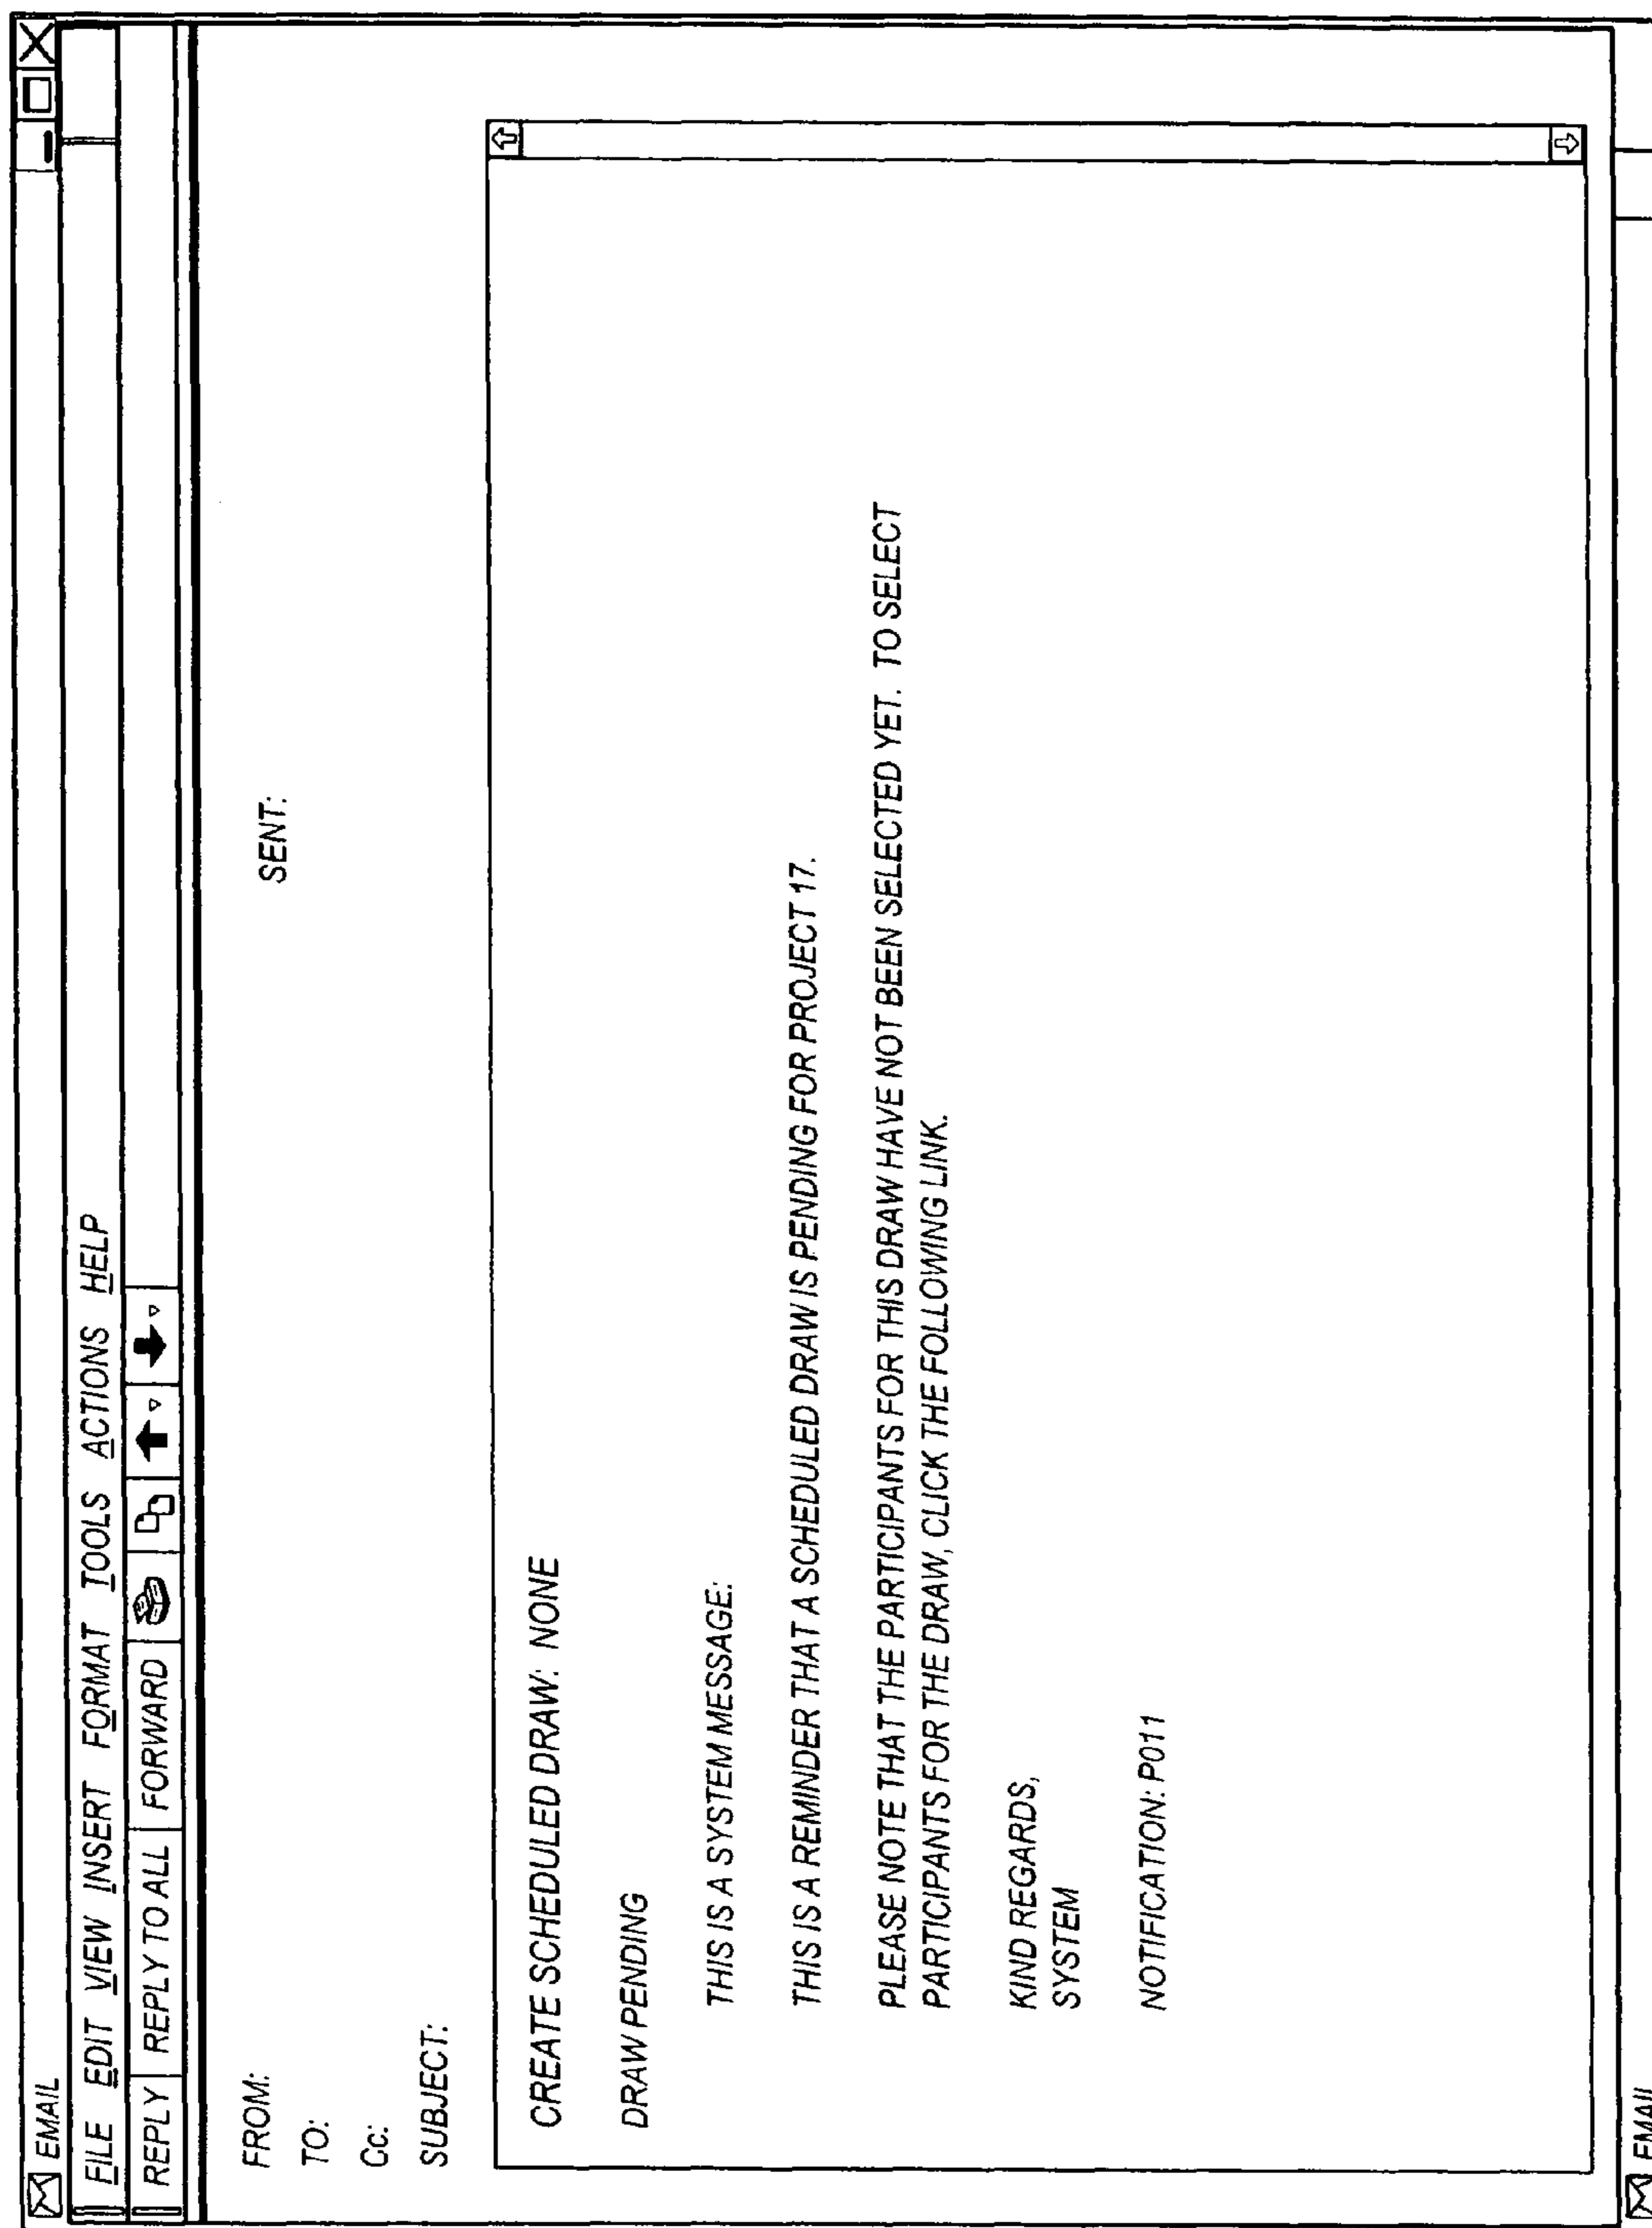 EMAIL
FILE EDIT VIEW INSERT FORMAT TOOLS ACTIONS HELP
REPLY REPLY TO ALL FORWARD
FROM: SENT:
TO:
Cc:
SUBJECT:
CREATE SCHEDULED DRAW: NONE
DRAW PENDING
THIS IS A SYSTEM MESSAGE:
THIS IS A REMINDER THAT A SCHEDULED DRAW IS PENDING FOR PROJECT 17.
PLEASE NOTE THAT THE PARTICIPANTS FOR THIS DRAW HAVE NOT BEEN SELECTED YET. TO SELECT
PARTICIPANTS FOR THE DRAW, CLICK THE FOLLOWING LINK.
KIND REGARDS,
SYSTEM
NOTIFICATION: P011
EMAIL